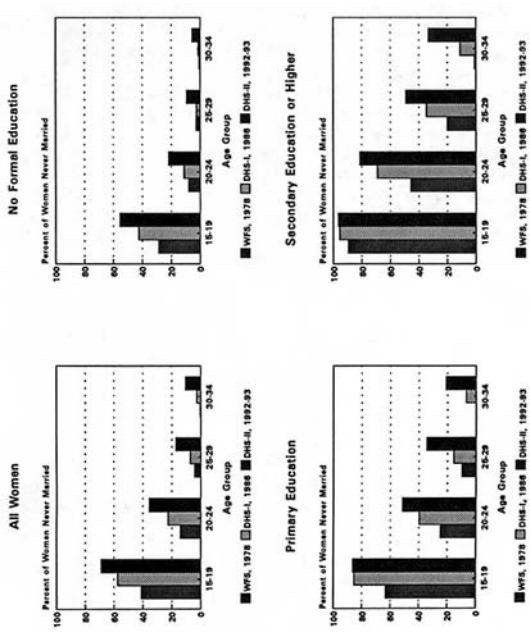 All Women
Percent of Women Never Married
100
80
60
40
20
0
15-19 20-24 25-29 30-34
Age Group
WFS, 1978 DHS-I, 1986 DHS-II, 1992-93
No Formal Education
Percent of Women Never Married
100
80
60
40
20
0
15-19 20-24 25-29 30-34
Age Group
WFS, 1978 DHS-I, 1986 DHS-II, 1992-93
Primary Education
Percent of Women Never Married
100
80
60
40
20
0
15-19 20-24 25-29 30-34
Age Group
WFS, 1978 DHS-I, 1986 DHS-II, 1992-93
Secondary Education or Higher
Percent of Women Never Married
100
80
60
40
20
0
15-19 20-24 25-29 30-34
Age Group
WFS, 1978 DHS-I, 1986 DHS-II, 1992-93